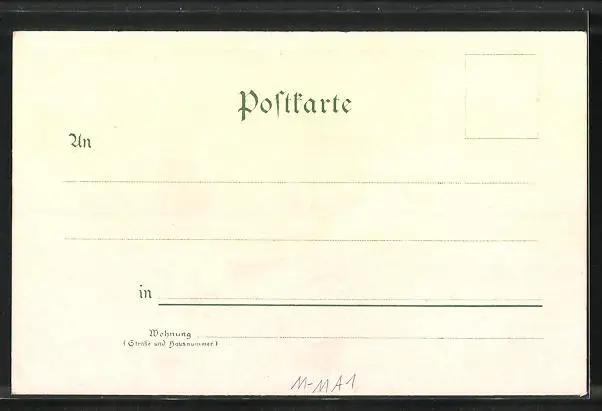 Poſtkarte
An
in
Wohnung
(Straße und Hausnummer.)
M-MA1